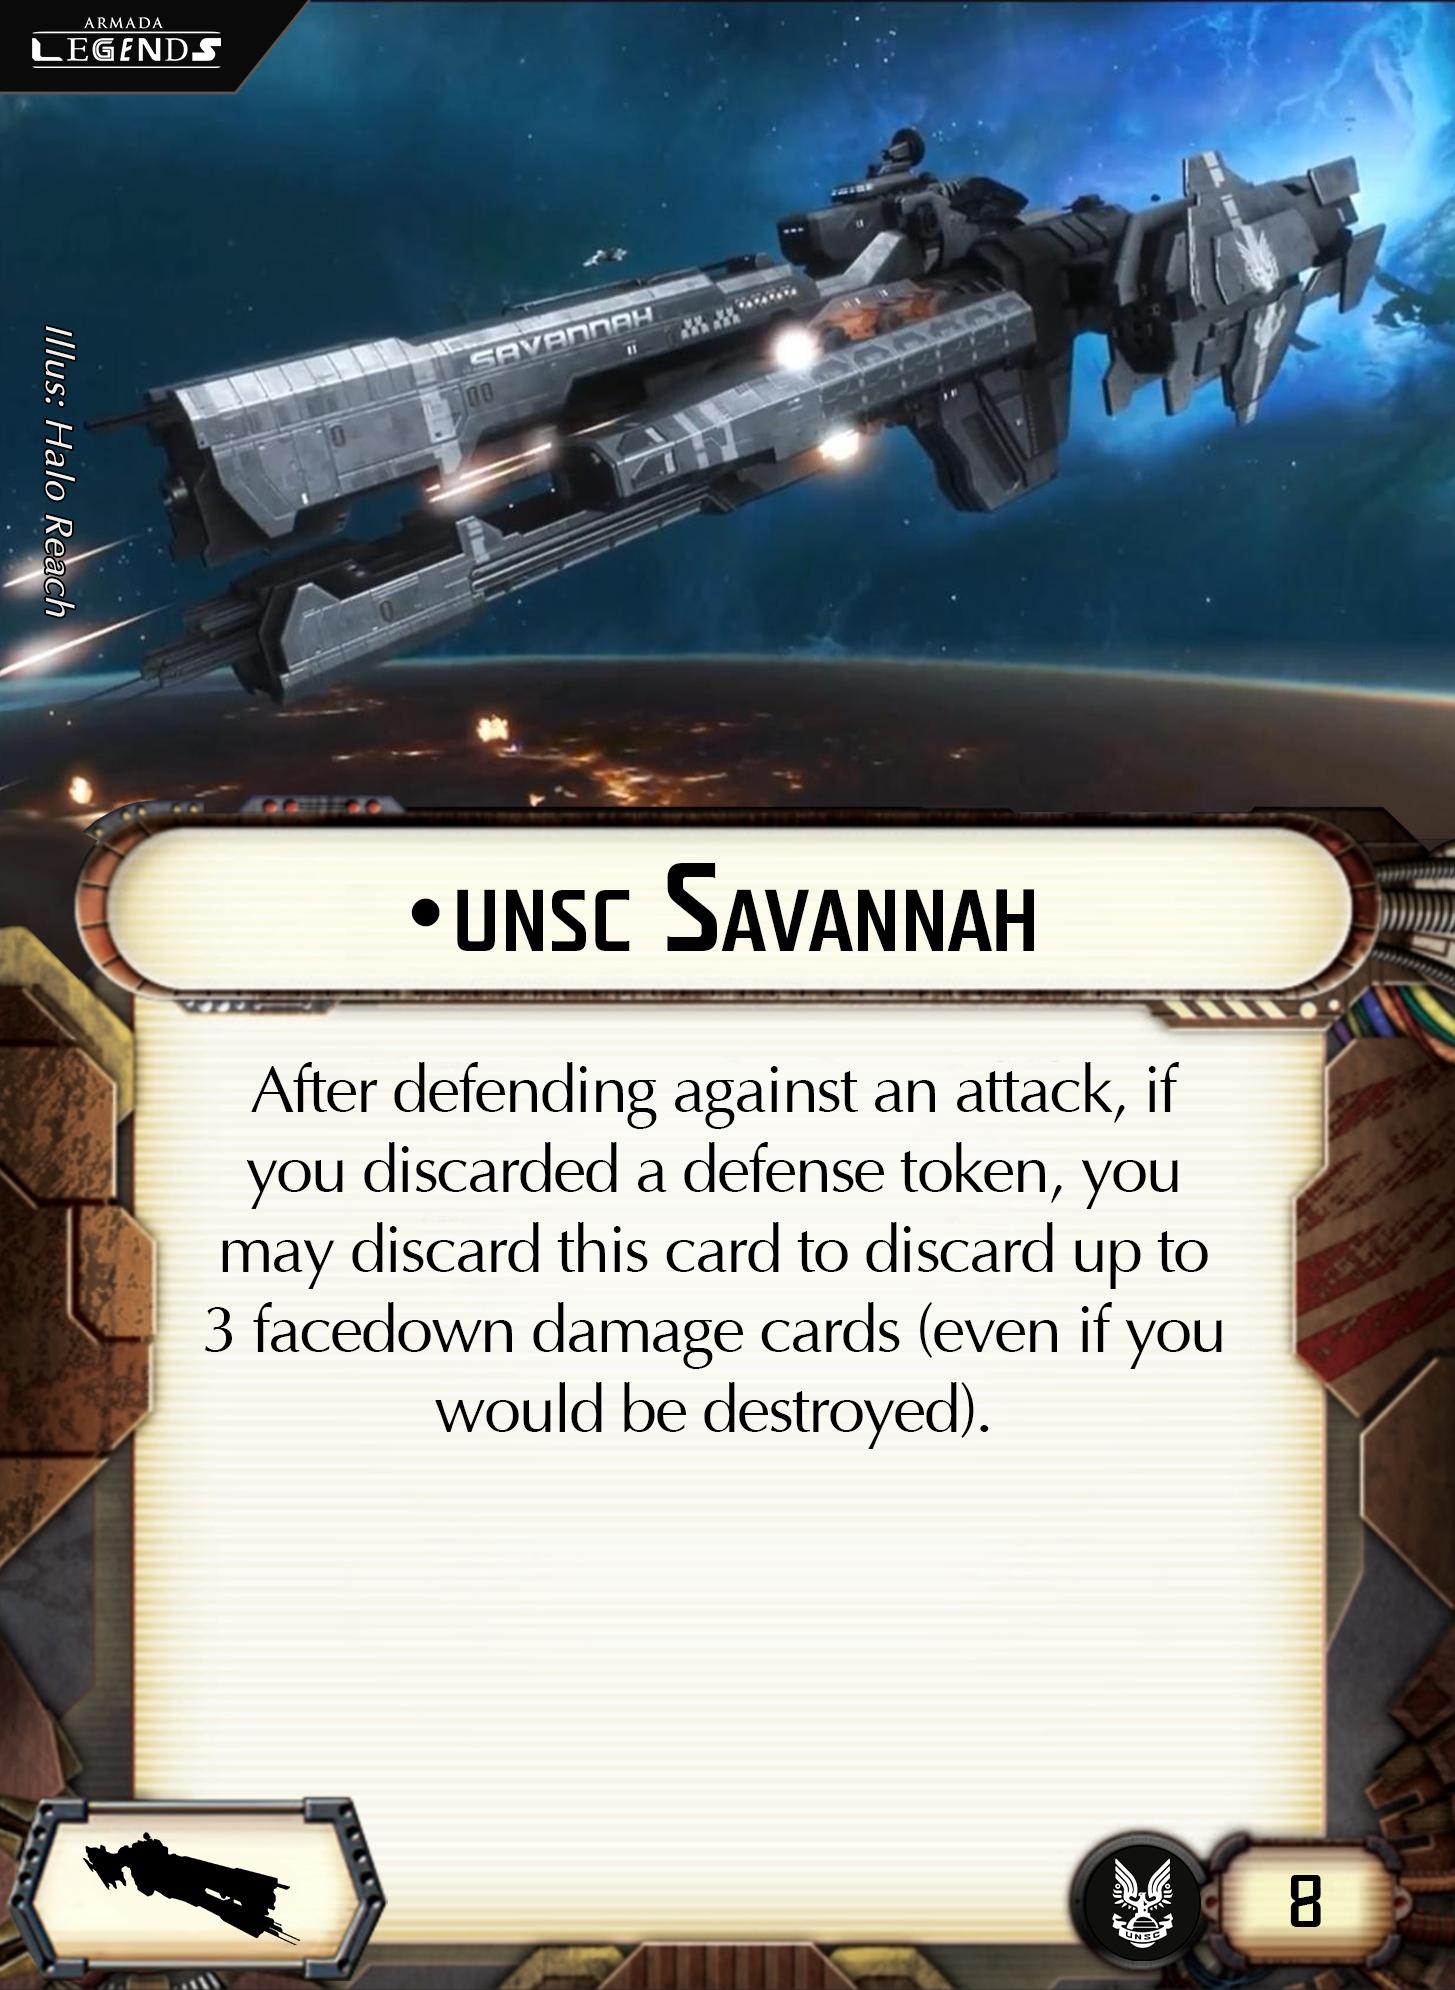 ARMADA
LEGENDS
SAVANNAH
Illus: Halo Reach
•UNSC SAVANNAH
After defending against an attack, if
you discarded a defense token, you
may discard this card to discard up to
3 facedown damage cards (even if you
would be destroyed).
UNSC
8